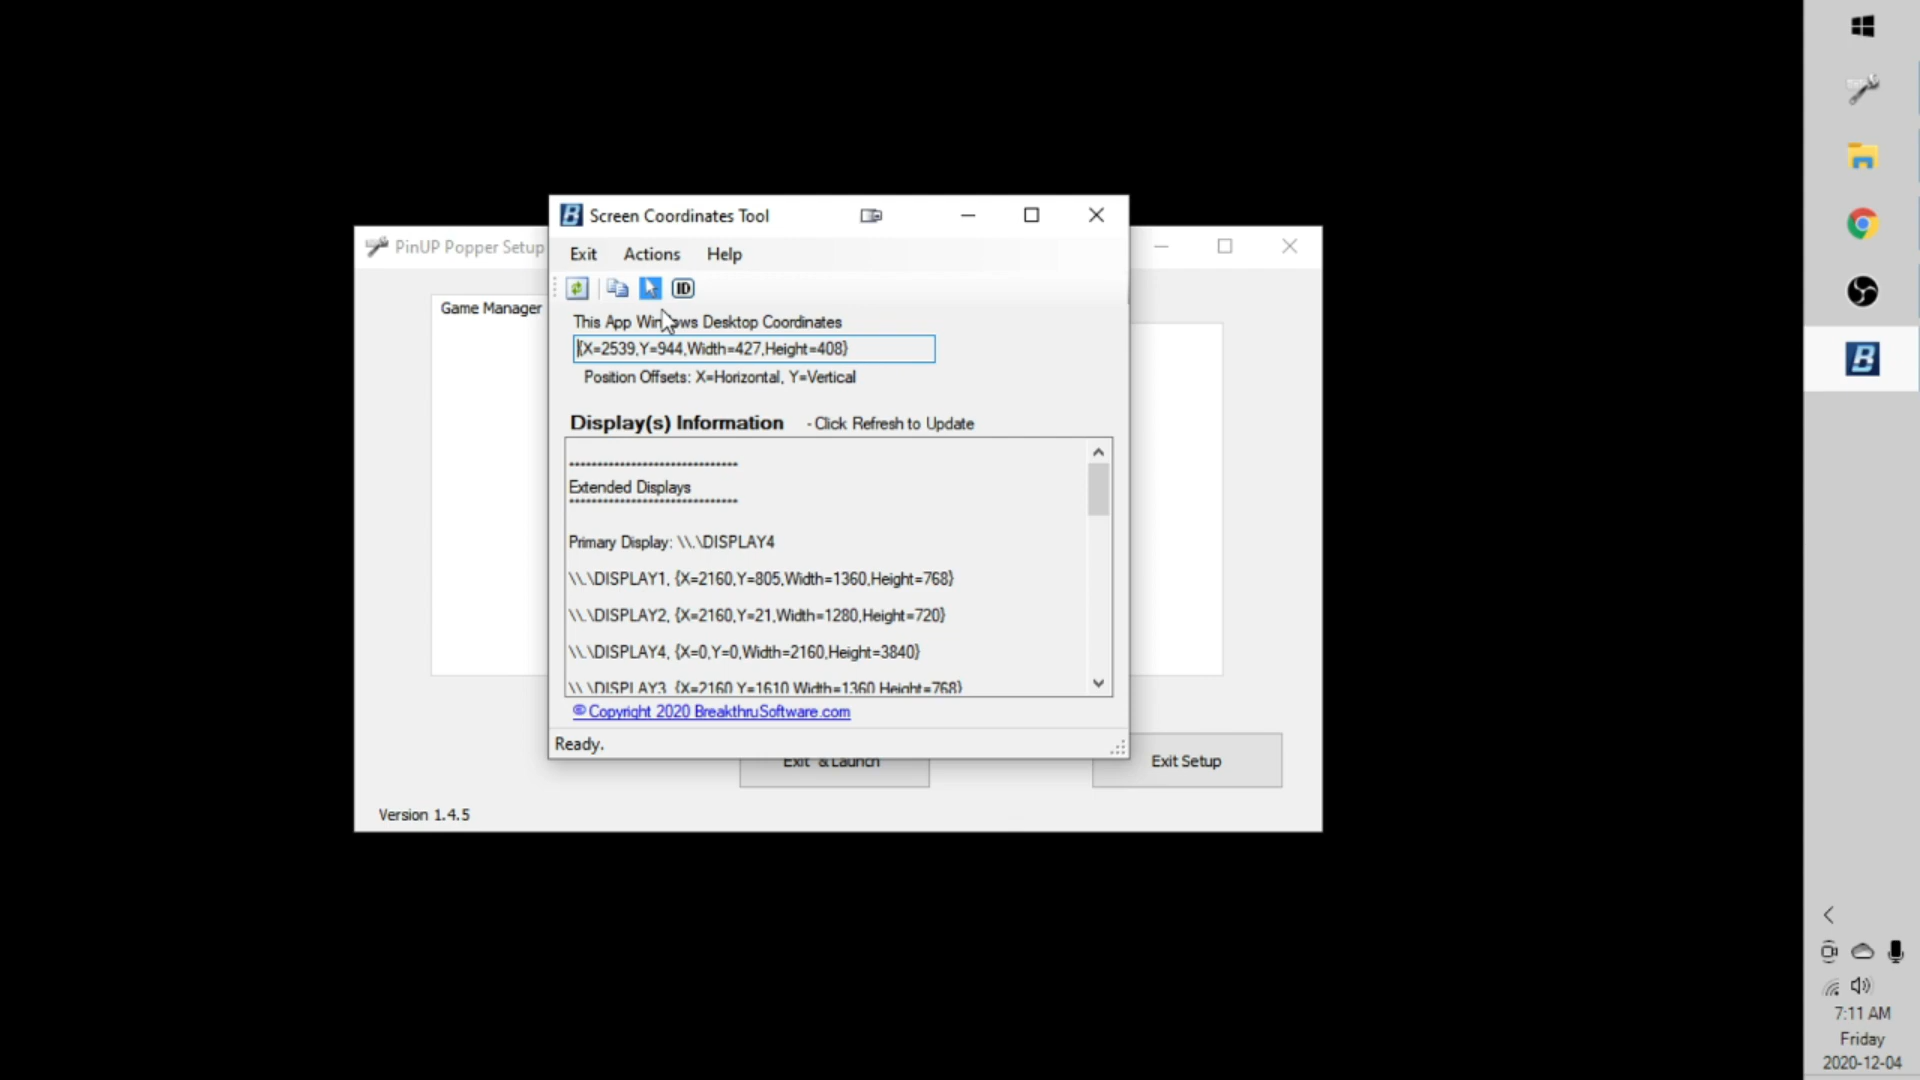 Screen Coordinates Tool
PinUP Popper Setup
Exit Actions Help
ID
Game Manager
This App Windows Desktop Coordinates
{X=2539,Y=944,Width=427,Height=408}
Position Offsets: X=Horizontal, Y=Vertical
Display(s) Information - Click Refresh to Update
******************************
Extended Displays
******************************
Primary Display: \\.\DISPLAY4
\\.\DISPLAY1, {X=2160,Y=805,Width=1360,Height=768}
\\.\DISPLAY2, {X=2160,Y=21,Width=1280,Height=720}
\\.\DISPLAY4, {X=0,Y=0,Width=2160,Height=3840}
\\.\DISPLAY3, {X=2160,Y=1610,Width=1360,Height=768}
© Copyright 2020 BreakthruSoftware.com
Ready.
Exit & Launch
Exit Setup
Version 1.4.5
7:11 AM
Friday
2020-12-04